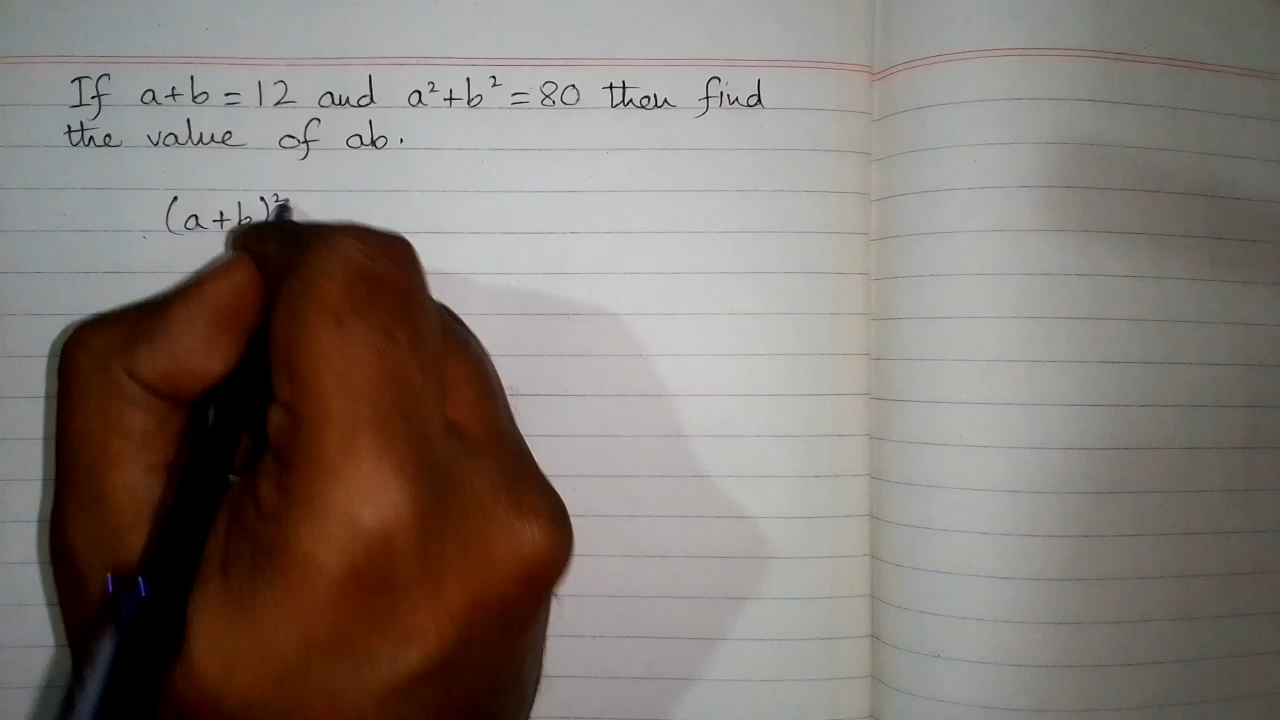 If a+b=12 and a²+b²=80 then find
the value of ab.
(a+b)²